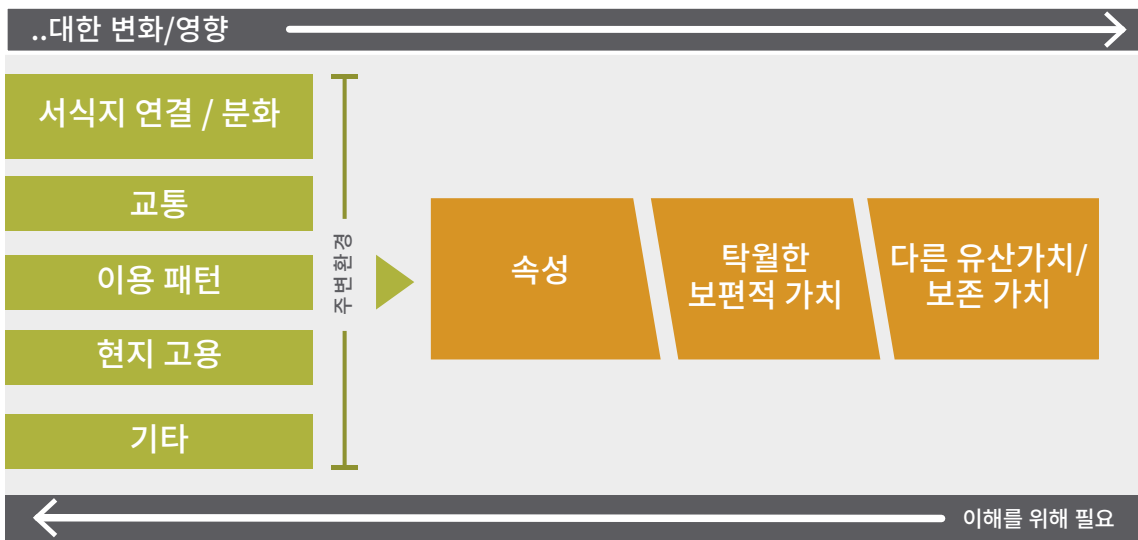 ..대한 변화/영향
서식지 연결 / 분화
교통
이용 패턴
현지 고용
기타
주변환경
속성
탁월한
보편적 가치
다른 유산가치/
보존 가치
이해를 위해 필요